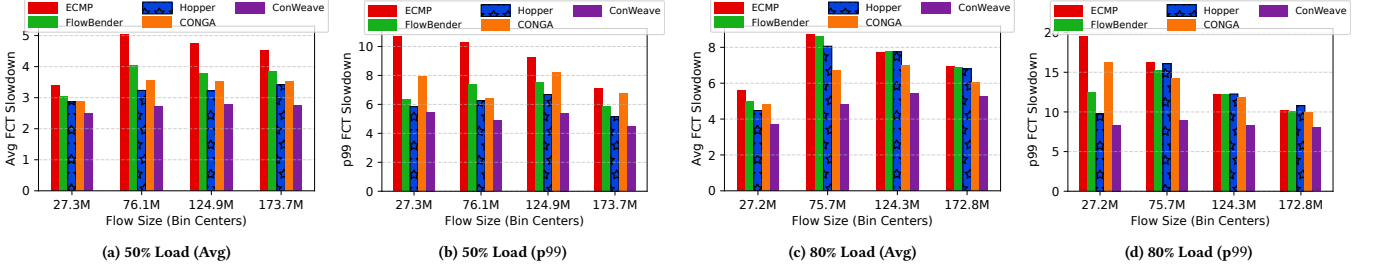 ECMP
FlowBender
Hopper
CONGA
ConWeave
Avg FCT Slowdown
5
4
3
2
1
0
27.3M 76.1M 124.9M 173.7M
Flow Size (Bin Centers)
(a) 50% Load (Avg)
ECMP
FlowBender
Hopper
CONGA
ConWeave
p99 FCT Slowdown
10
8
6
4
2
0
27.3M 76.1M 124.9M 173.7M
Flow Size (Bin Centers)
(b) 50% Load (p99)
ECMP
FlowBender
Hopper
CONGA
ConWeave
Avg FCT Slowdown
8
6
4
2
0
27.2M 75.7M 124.3M 172.8M
Flow Size (Bin Centers)
(c) 80% Load (Avg)
ECMP
FlowBender
Hopper
CONGA
ConWeave
p99 FCT Slowdown
20
15
10
5
0
27.2M 75.7M 124.3M 172.8M
Flow Size (Bin Centers)
(d) 80% Load (p99)